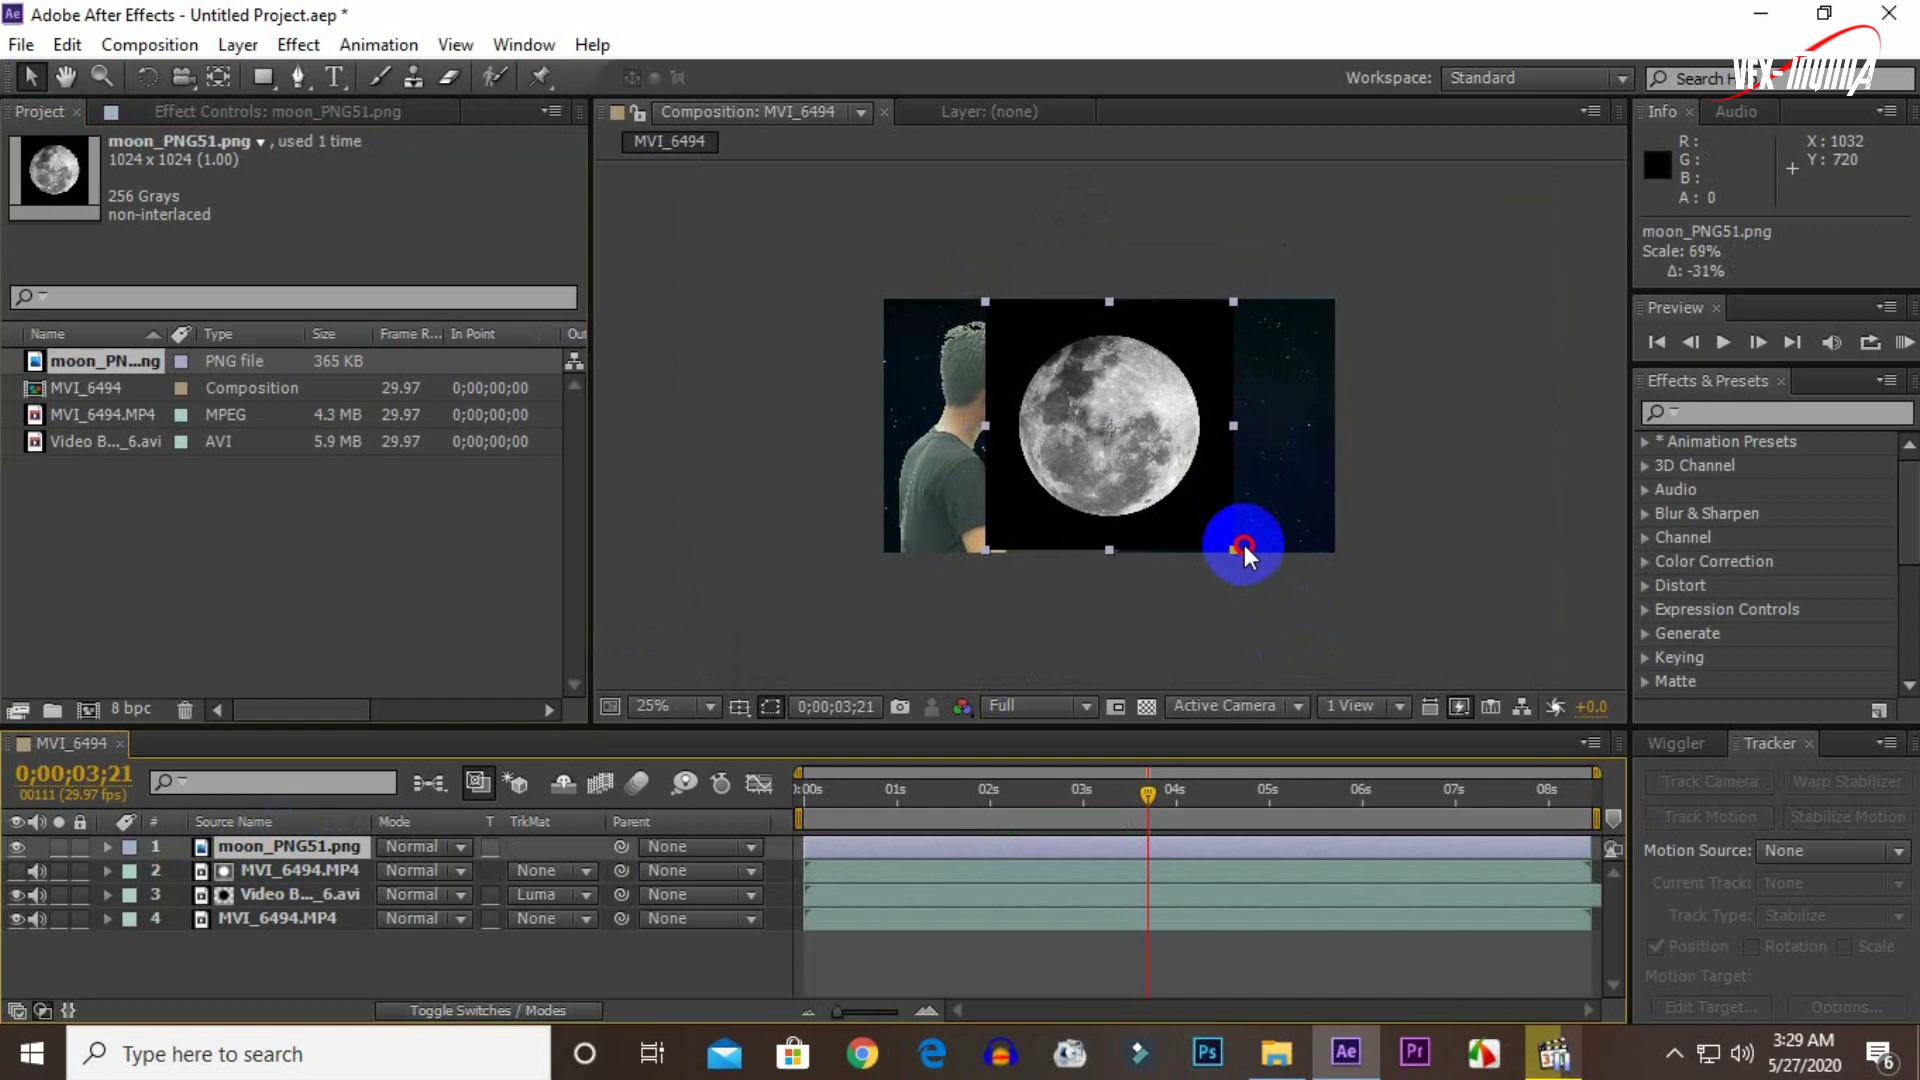 Adobe After Effects - Untitled Project.aep *
File Edit Composition Layer Effect Animation View Window Help
Workspace: Standard
Search H
VFX-MUMIA
Project × Effect Controls: moon_PNG51.png
Composition: MVI_6494
Layer: (none)
Info × Audio
moon_PNG51.png ▾ , used 1 time
1024 x 1024 (1.00)
256 Grays
non-interlaced
MVI_6494
R :
G :
B :
A : 0
X : 1032
Y : 720
moon_PNG51.png
Scale: 69%
Δ: -31%
Preview ×
Name Type Size Frame R... In Point Ou
moon_PN...ng PNG file 365 KB
MVI_6494 Composition 29.97 0;00;00;00
MVI_6494.MP4 MPEG 4.3 MB 29.97 0;00;00;00
Video B..._6.avi AVI 5.9 MB 29.97 0;00;00;00
Effects & Presets ×
* Animation Presets
3D Channel
Audio
Blur & Sharpen
Channel
Color Correction
Distort
Expression Controls
Generate
Keying
Matte
8 bpc
25% 0;00;03;21 Full Active Camera 1 View +0.0
MVI_6494 ×
Wiggler Tracker ×
0;00;03;21
00111 (29.97 fps)
0:00s 01s 02s 03s 04s 05s 06s 07s 08s
# Source Name Mode T TrkMat Parent
1 moon_PNG51.png Normal None
2 MVI_6494.MP4 Normal None None
3 Video B..._6.avi Normal Luma None
4 MVI_6494.MP4 Normal None None
Toggle Switches / Modes
Track Camera Warp Stabilizer
Track Motion Stabilize Motion
Motion Source: None
Current Track: None
Track Type: Stabilize
Position Rotation Scale
Motion Target:
Edit Target... Options...
Type here to search
Ps
Ae
Pr
3:29 AM
5/27/2020
6